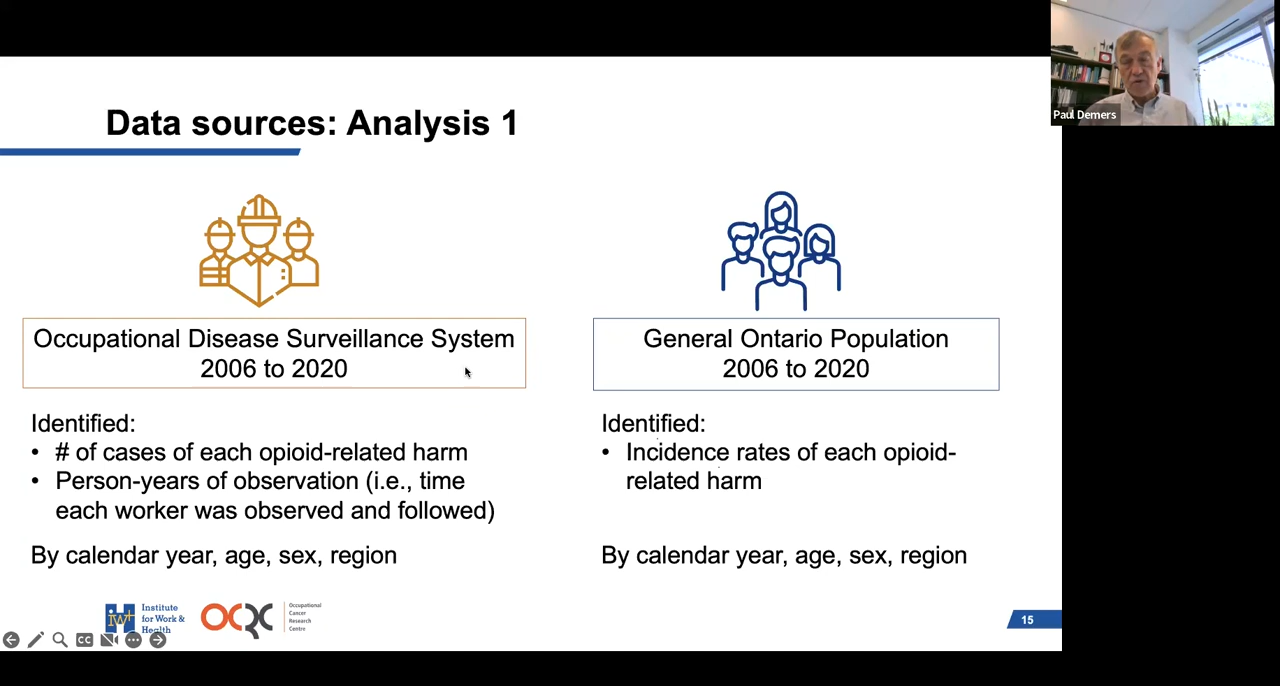 Data sources: Analysis 1
Paul Demers
Occupational Disease Surveillance System
2006 to 2020
Identified:
• # of cases of each opioid-related harm
• Person-years of observation (i.e., time
each worker was observed and followed)
By calendar year, age, sex, region
General Ontario Population
2006 to 2020
Identified:
• Incidence rates of each opioid-
related harm
By calendar year, age, sex, region
iwh
Institute
for Work &
Health
OCRC
Occupational
Cancer
Research
Centre
CC
15